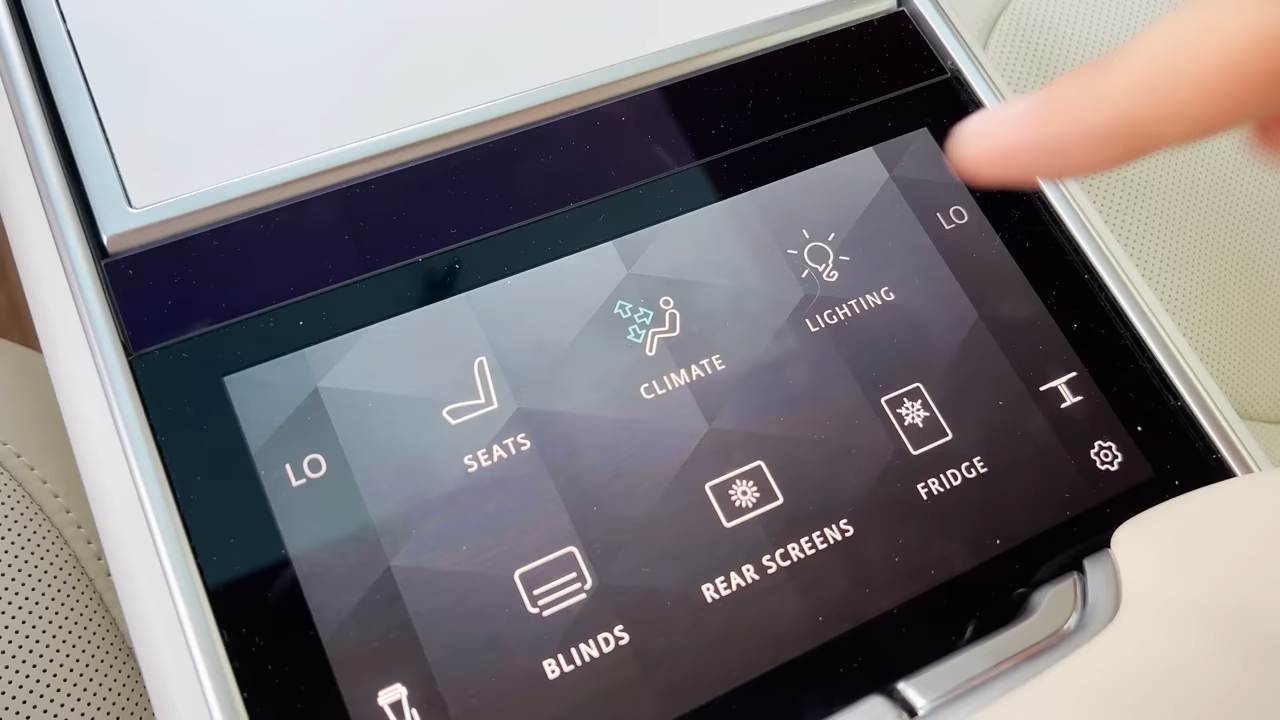 LO
SEATS
CLIMATE
LIGHTING
LO
BLINDS
REAR SCREENS
FRIDGE